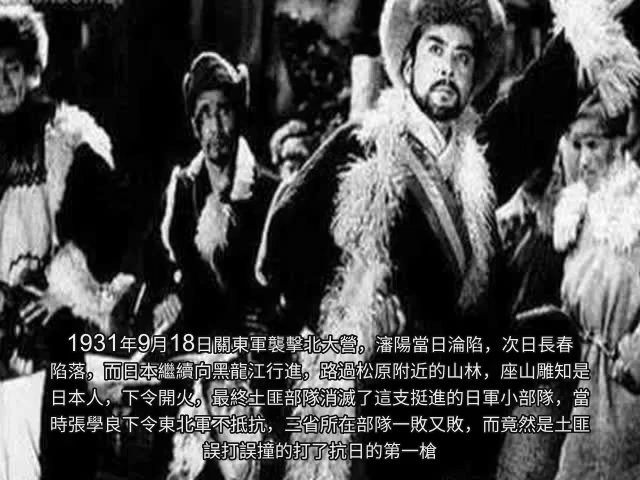 1931年9月18日關東軍襲擊北大營，瀋陽當日淪陷，次日長春
陷落，而日本繼續向黑龍江行進，路過松原附近的山林，座山雕知是
日本人，下令開火，最終土匪部隊消滅了這支挺進的日軍小部隊，當
時張學良下令東北軍不抵抗，三省所在部隊一敗又敗，而竟然是土匪
誤打誤撞的打了抗日的第一槍